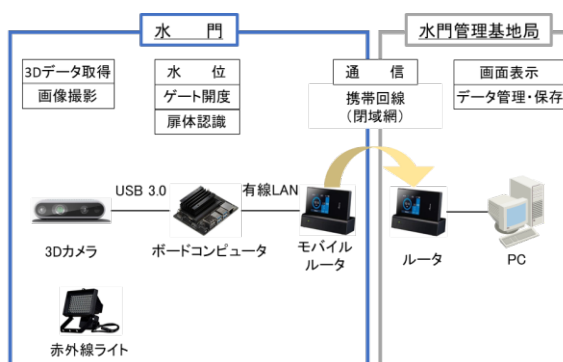 水　門
水門管理基地局
3Dデータ取得
画像撮影
水　位
ゲート開度
扉体認識
通　信
携帯回線
(閉域網)
画面表示
データ管理・保存
USB 3.0
有線LAN
3Dカメラ
ボードコンピュータ
モバイル
ルータ
ルータ
PC
赤外線ライト